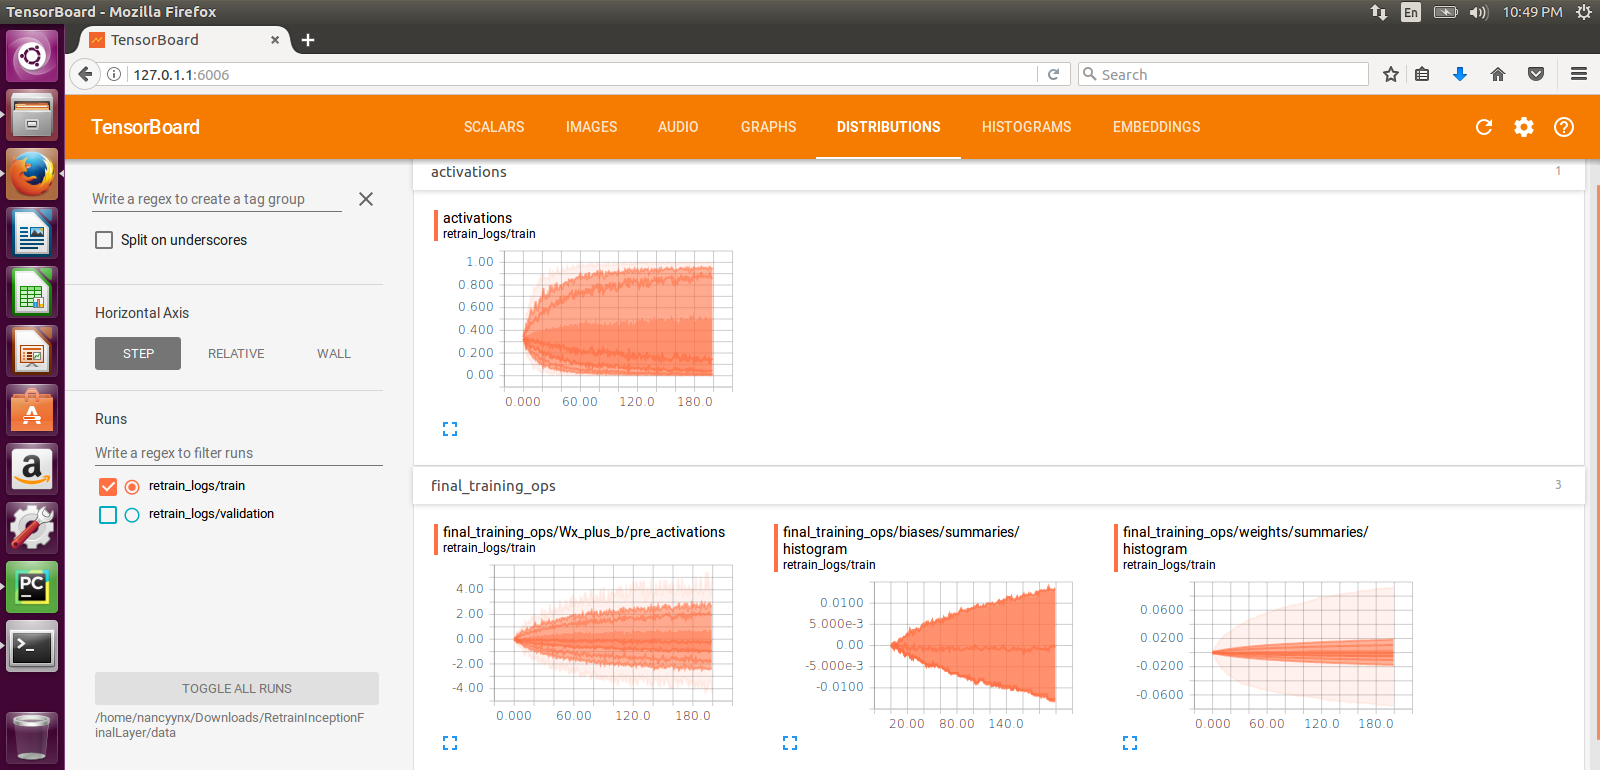 TensorBoard - Mozilla Firefox
En
10:49 PM
TensorBoard
127.0.1.1:6006
Search
TensorBoard
SCALARS
IMAGES
AUDIO
GRAPHS
DISTRIBUTIONS
HISTOGRAMS
EMBEDDINGS
Write a regex to create a tag group
Split on underscores
Horizontal Axis
STEP
RELATIVE
WALL
Runs
Write a regex to filter runs
retrain_logs/train
retrain_logs/validation
TOGGLE ALL RUNS
/home/nancyynx/Downloads/RetrainInceptionF
inalLayer/data
activations
1
activations
retrain_logs/train
1.00
0.800
0.600
0.400
0.200
0.00
0.000
60.00
120.0
180.0
final_training_ops
3
final_training_ops/Wx_plus_b/pre_activations
retrain_logs/train
4.00
2.00
0.00
-2.00
-4.00
0.000
60.00
120.0
180.0
final_training_ops/biases/summaries/
histogram
retrain_logs/train
0.0100
5.000e-3
0.00
-5.000e-3
-0.0100
20.00
80.00
140.0
final_training_ops/weights/summaries/
histogram
retrain_logs/train
0.0600
0.0200
-0.0200
-0.0600
0.000
60.00
120.0
180.0
PC